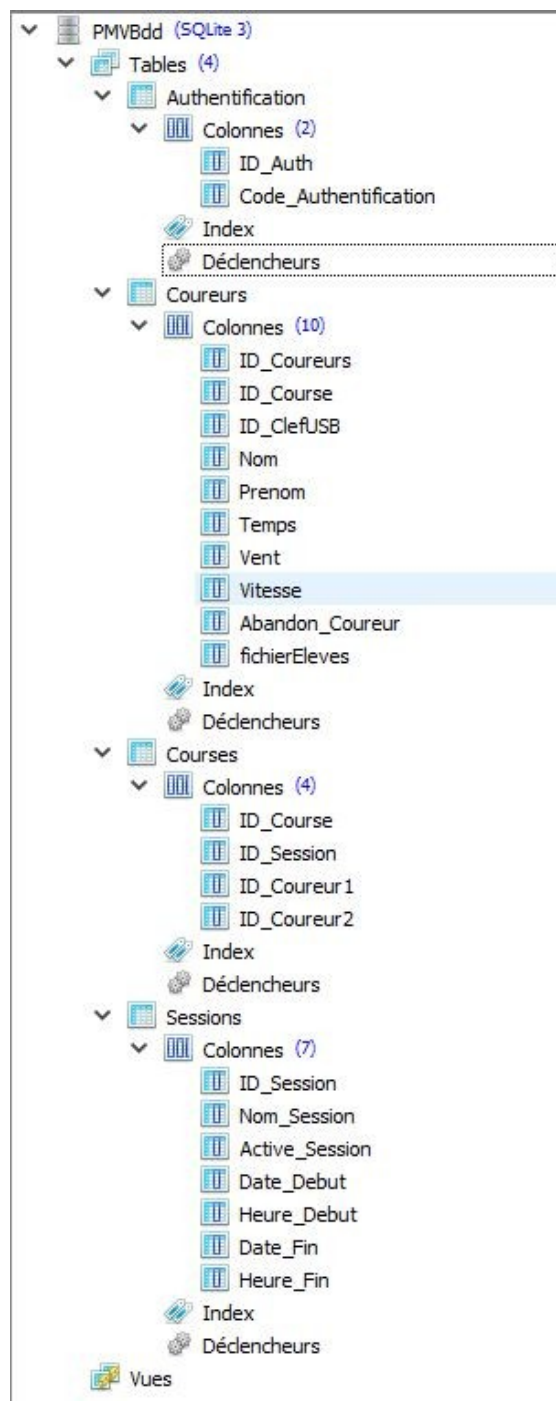 PMVBdd (SQLite 3)
Tables (4)
Authentification
Colonnes (2)
ID_Auth
Code_Authentification
Index
Déclencheurs
Coureurs
Colonnes (10)
ID_Coureurs
ID_Course
ID_ClefUSB
Nom
Prenom
Temps
Vent
Vitesse
Abandon_Coureur
fichierEleves
Index
Déclencheurs
Courses
Colonnes (4)
ID_Course
ID_Session
ID_Coureur1
ID_Coureur2
Index
Déclencheurs
Sessions
Colonnes (7)
ID_Session
Nom_Session
Active_Session
Date_Debut
Heure_Debut
Date_Fin
Heure_Fin
Index
Déclencheurs
Vues